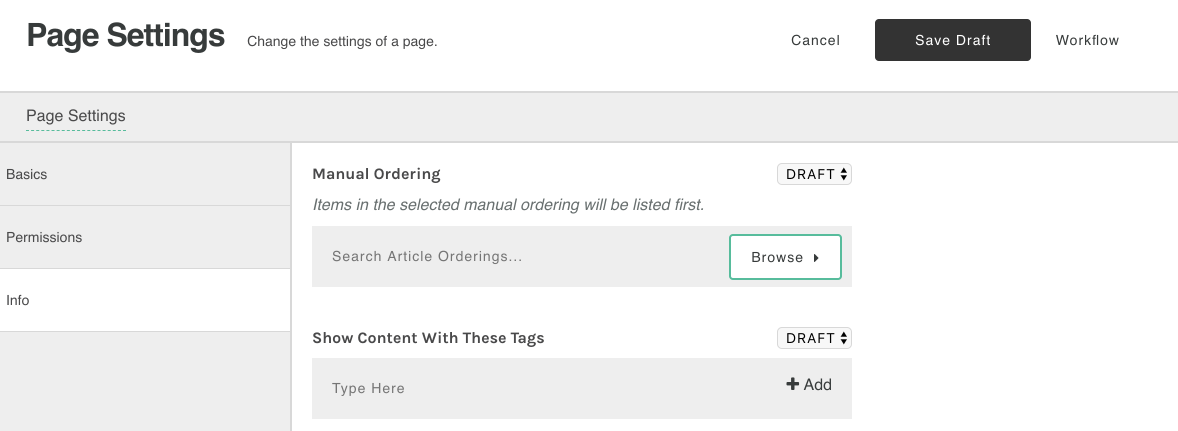 Page Settings Change the settings of a page. Cancel Save Draft Workflow
Page Settings
Basics
Permissions
Info
Manual Ordering DRAFT
Items in the selected manual ordering will be listed first.
Search Article Orderings... Browse
Show Content With These Tags DRAFT
Type Here Add